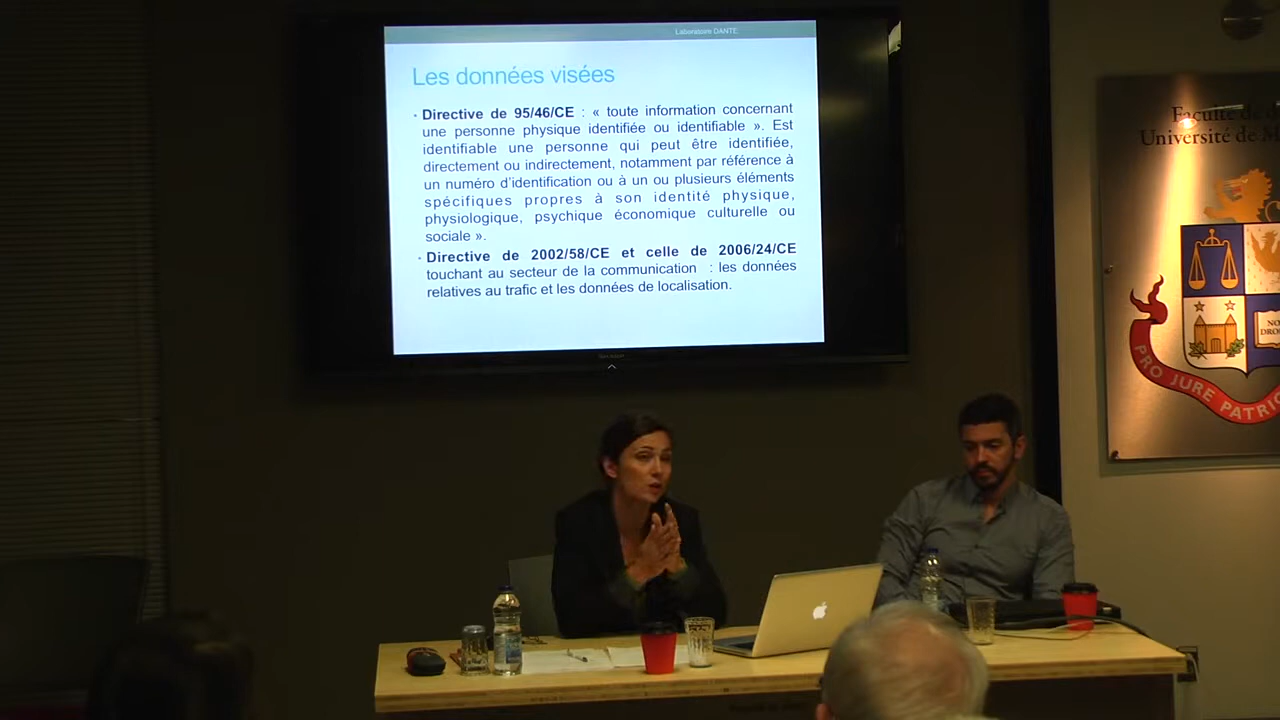 Laboratoire DANTE
Les données visées
• Directive de 95/46/CE : « toute information concernant
une personne physique identifiée ou identifiable ». Est
identifiable une personne qui peut être identifiée,
directement ou indirectement, notamment par référence à
un numéro d'identification ou à un ou plusieurs éléments
spécifiques propres à son identité physique,
physiologique, psychique économique culturelle ou
sociale ».
• Directive de 2002/58/CE et celle de 2006/24/CE
touchant au secteur de la communication : les données
relatives au trafic et les données de localisation.
Faculté de
Université de
PRO JURE